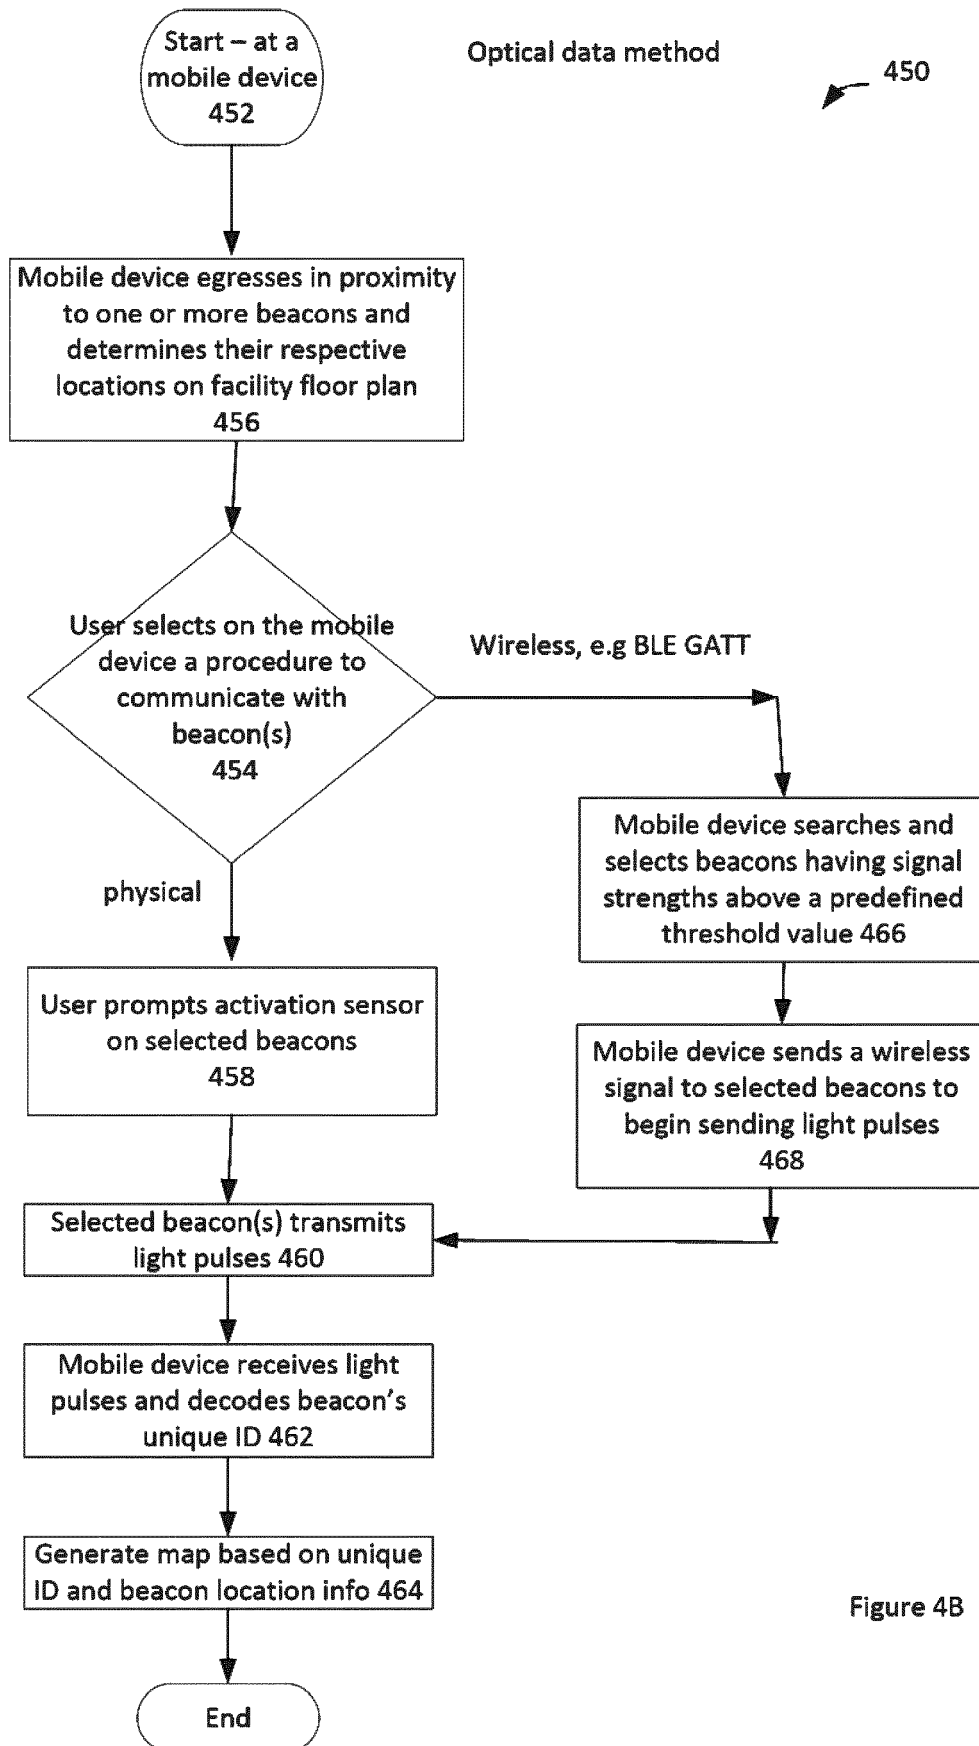 Start – at a
mobile device
452
Optical data method
450
Mobile device egresses in proximity
to one or more beacons and
determines their respective
locations on facility floor plan
456
User selects on the mobile
device a procedure to
communicate with
beacon(s)
454
Wireless, e.g BLE GATT
physical
Mobile device searches and
selects beacons having signal
strengths above a predefined
threshold value 466
User prompts activation sensor
on selected beacons
458
Mobile device sends a wireless
signal to selected beacons to
begin sending light pulses
468
Selected beacon(s) transmits
light pulses 460
Mobile device receives light
pulses and decodes beacon's
unique ID 462
Generate map based on unique
ID and beacon location info 464
Figure 4B
End